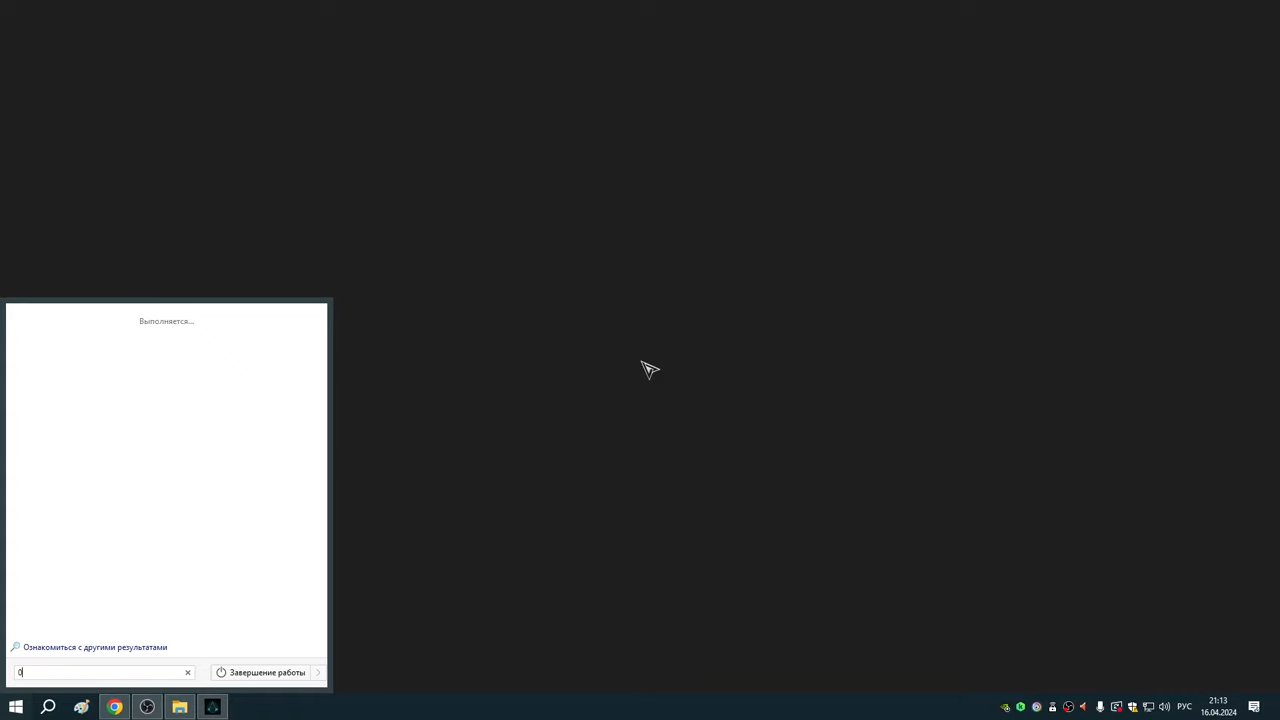 Выполняется...
Ознакомиться с другими результатами
0
Завершение работы
РУС
21:13
16.04.2024